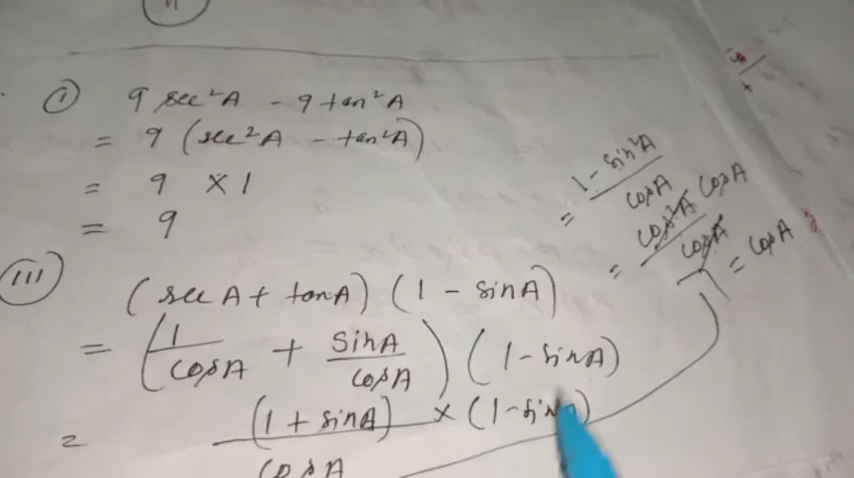 (i) 9 sec²A - 9 tan²A
= 9 (sec²A - tan²A)
= 9 × 1
= 9
(iii)
(sec A + tan A) (1 - sin A)
= (1/cos A + sin A/cos A) (1 - sin A)
= (1 + sin A) × (1 - sin
cos A
= 1 - sin²A / cos A
= cos²A cos A / cos A
= cos A